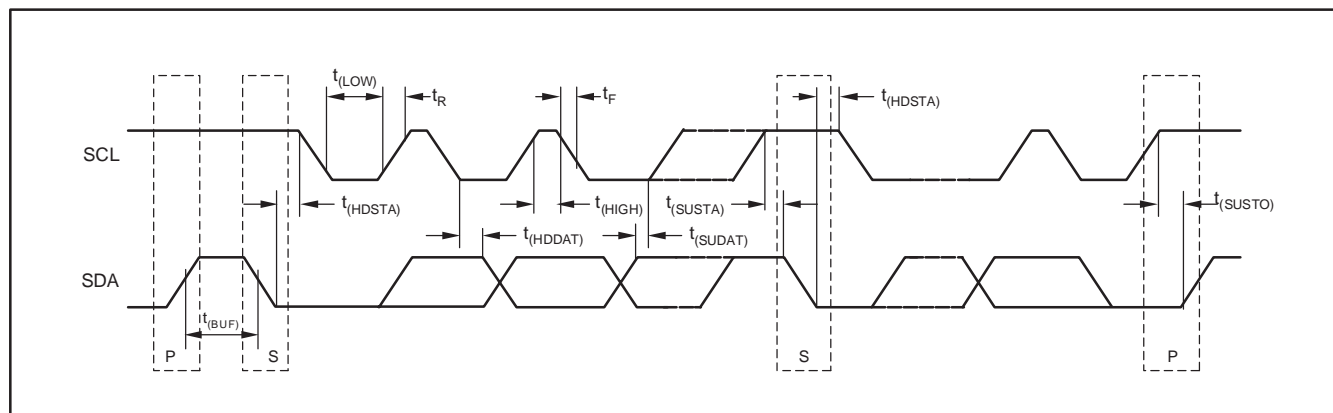 t(LOW)
tR
tF
t(HDSTA)
SCL
t(HDSTA)
t(HIGH)
t(SUSTA)
t(SUSTO)
t(HDDAT)
t(SUDAT)
SDA
t(BUF)
P
S
S
P